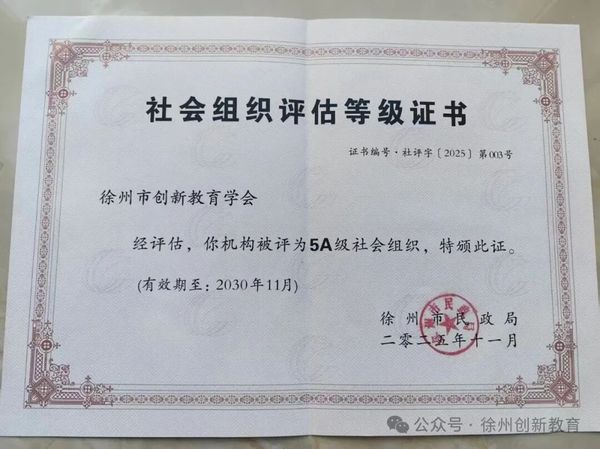 社会组织评估等级证书
证书编号·社评字〔2025〕第003号
徐州市创新教育学会
经评估，你机构被评为5A级社会组织，特颁此证。
(有效期至：2030年11月)
徐州市民政局
二零二五年十一月
公众号·徐州创新教育